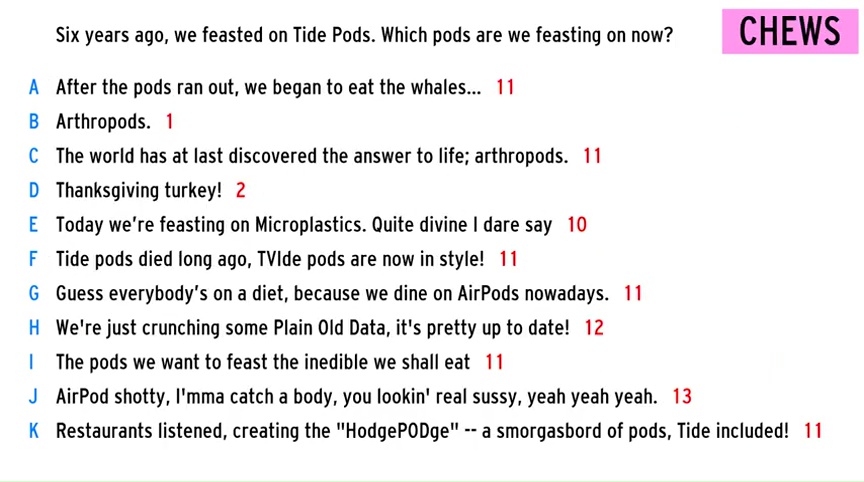 Six years ago, we feasted on Tide Pods. Which pods are we feasting on now?
CHEWS
A After the pods ran out, we began to eat the whales... 11
B Arthropods. 1
C The world has at last discovered the answer to life; arthropods. 11
D Thanksgiving turkey! 2
E Today we're feasting on Microplastics. Quite divine I dare say 10
F Tide pods died long ago, TVIde pods are now in style! 11
G Guess everybody's on a diet, because we dine on AirPods nowadays. 11
H We're just crunching some Plain Old Data, it's pretty up to date! 12
I The pods we want to feast the inedible we shall eat 11
J AirPod shotty, I'mma catch a body, you lookin' real sussy, yeah yeah yeah. 13
K Restaurants listened, creating the "HodgePODge" -- a smorgasbord of pods, Tide included! 11